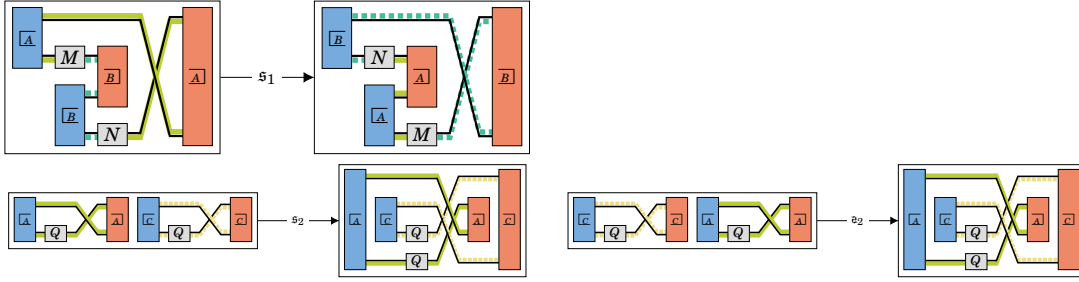 A B
M N
B A 𝔰1 A B
B A
N M
A A C C 𝔰2 A C A C C C A A 𝔰2 A C A C
Q Q Q Q Q Q
Q Q